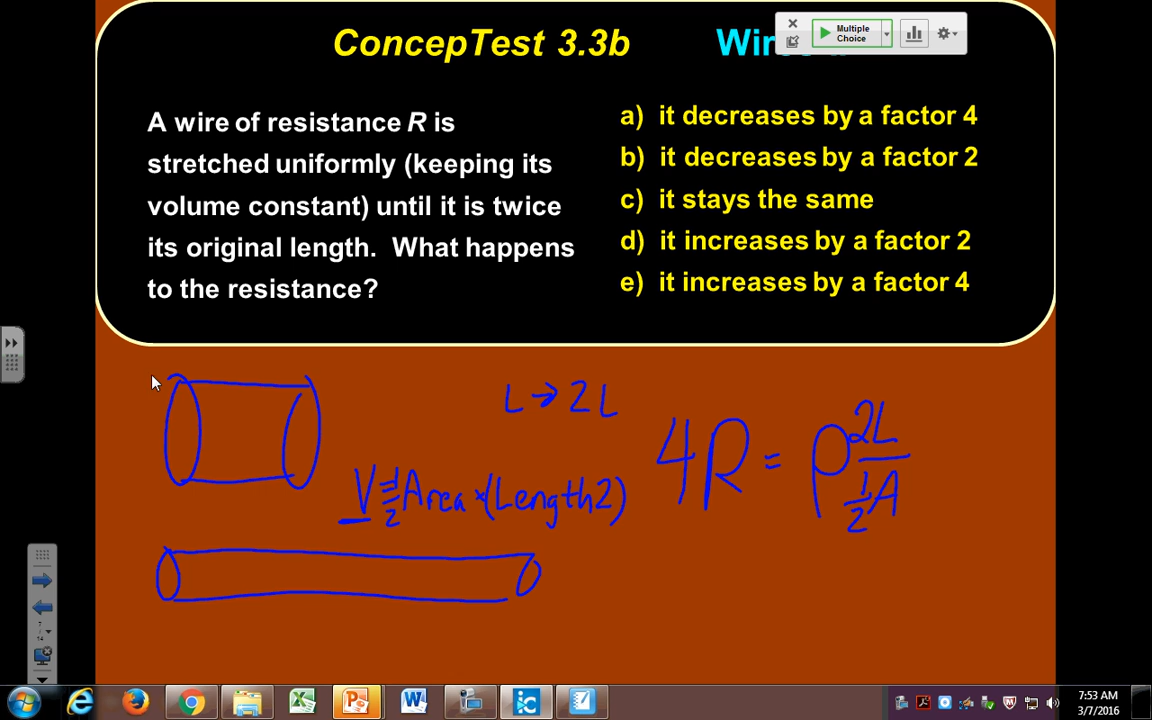 ConcepTest 3.3b
Multiple
Choice
A wire of resistance R is
stretched uniformly (keeping its
volume constant) until it is twice
its original length. What happens
to the resistance?
a) it decreases by a factor 4
b) it decreases by a factor 2
c) it stays the same
d) it increases by a factor 2
e) it increases by a factor 4
L → 2L
V = 1/2 Area × (Length 2)
4R = ρ 2L / 1/2 A
7:53 AM
3/7/2016